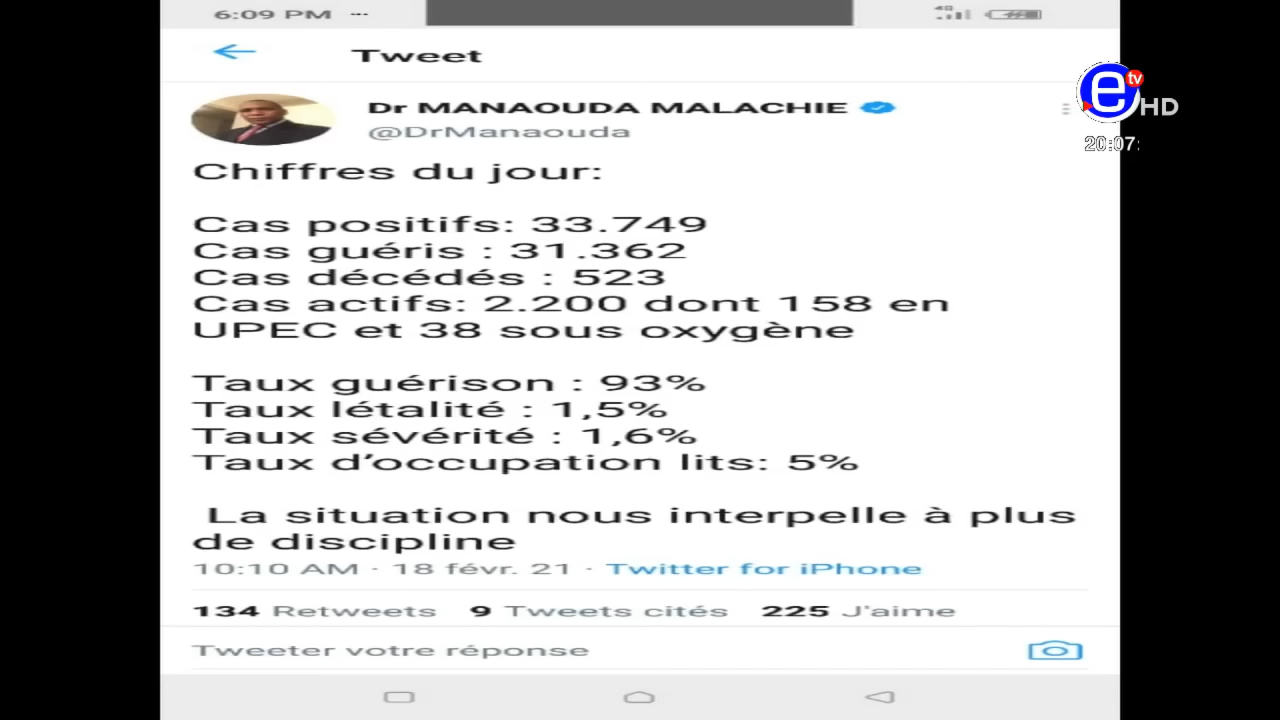 6:09 PM ...
4G
Tweet
e tv HD
20:07:
Dr MANAOUDA MALACHIE
@DrManaouda
Chiffres du jour:
Cas positifs: 33.749
Cas guéris : 31.362
Cas décédés : 523
Cas actifs: 2.200 dont 158 en
UPEC et 38 sous oxygène
Taux guérison : 93%
Taux létalité : 1,5%
Taux sévérité : 1,6%
Taux d’occupation lits: 5%
La situation nous interpelle à plus
de discipline
10:10 AM · 18 févr. 21 · Twitter for iPhone
134 Retweets 9 Tweets cités 225 J'aime
Tweeter votre réponse